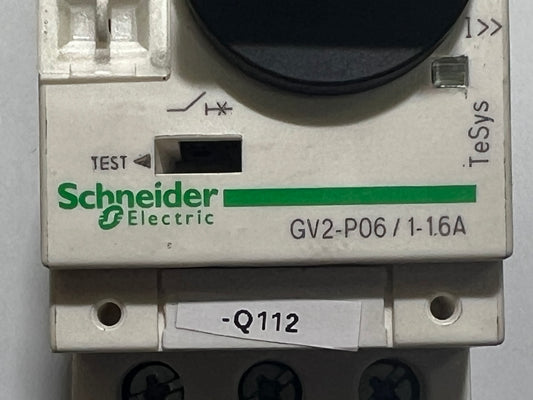 I>>
TeSys
TEST
Schneider
Electric
GV2-P06 / 1-1.6A
-Q112